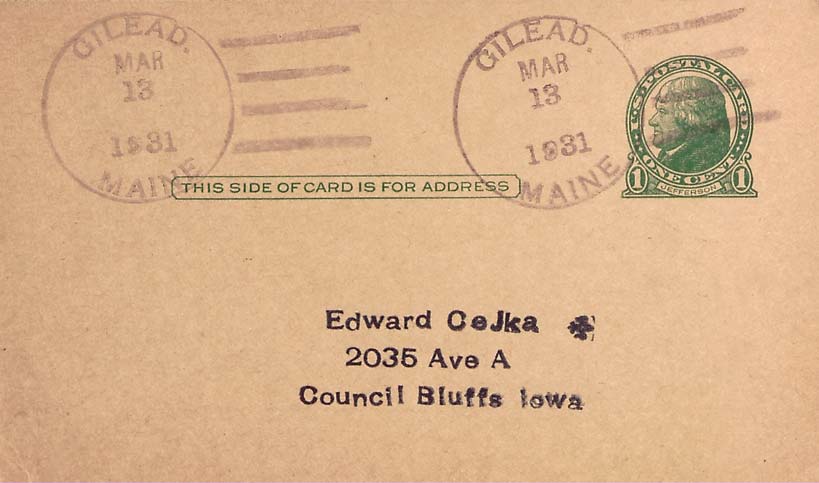 GILEAD.
MAR
13
1931
MAINE
GILEAD.
MAR
13
1931
MAINE
U.S. POSTAL CARD
ONE CENT
1 JEFFERSON 1
THIS SIDE OF CARD IS FOR ADDRESS
Edward CeJka
2035 Ave A
Council Bluffs Iowa